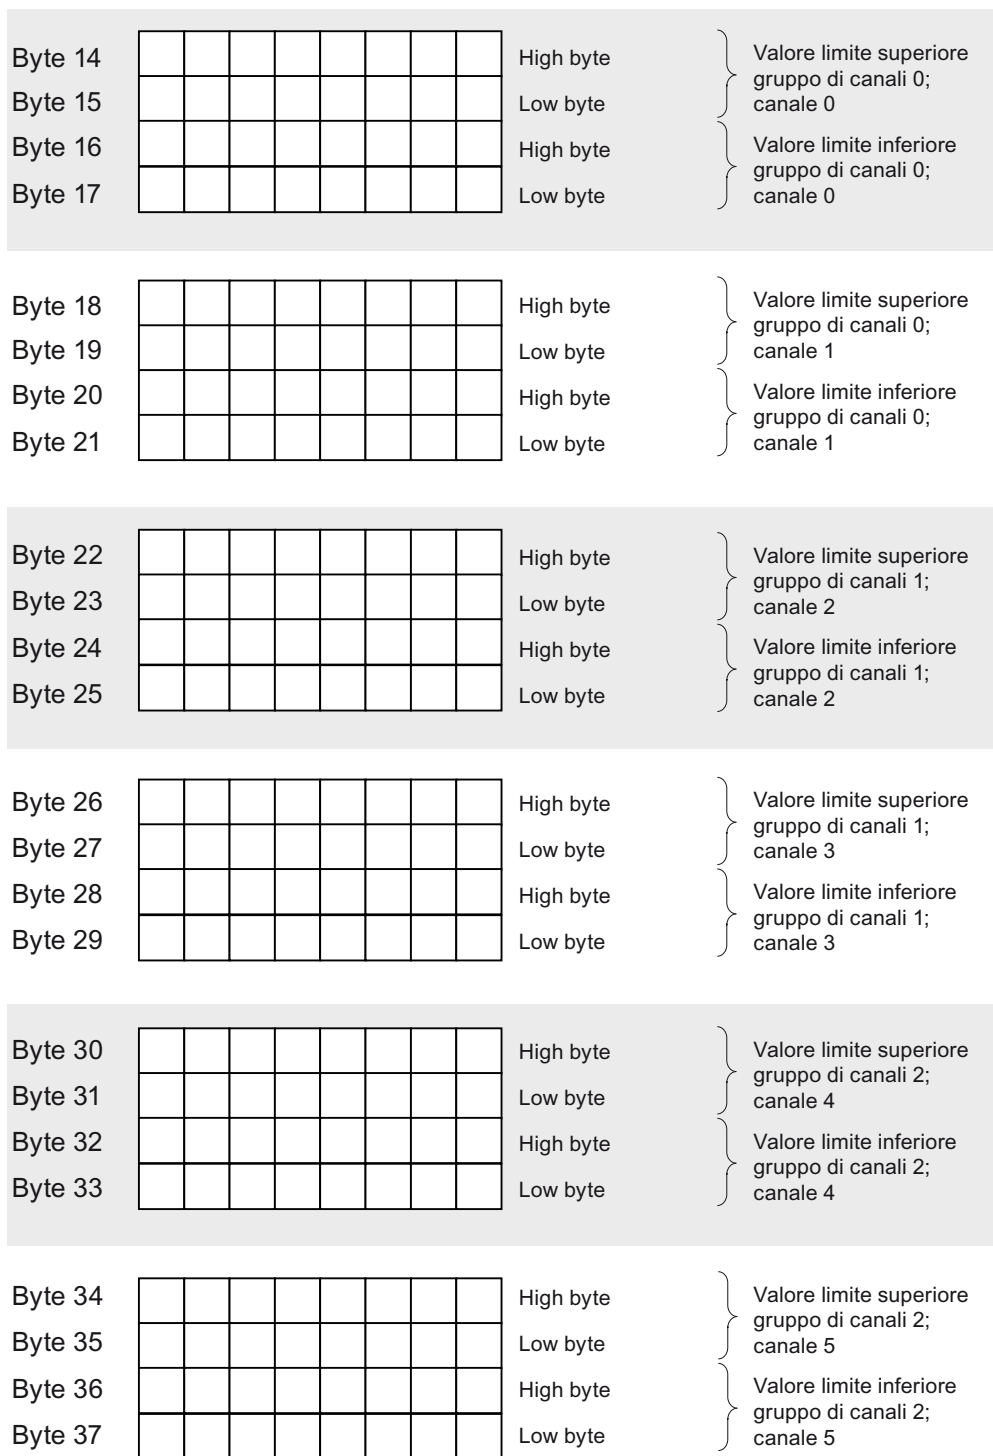 Byte 14
High byte
Valore limite superiore
gruppo di canali 0;
canale 0
Byte 15
Low byte
Byte 16
High byte
Valore limite inferiore
gruppo di canali 0;
canale 0
Byte 17
Low byte
Byte 18
High byte
Valore limite superiore
gruppo di canali 0;
canale 1
Byte 19
Low byte
Byte 20
High byte
Valore limite inferiore
gruppo di canali 0;
canale 1
Byte 21
Low byte
Byte 22
High byte
Valore limite superiore
gruppo di canali 1;
canale 2
Byte 23
Low byte
Byte 24
High byte
Valore limite inferiore
gruppo di canali 1;
canale 2
Byte 25
Low byte
Byte 26
High byte
Valore limite superiore
gruppo di canali 1;
canale 3
Byte 27
Low byte
Byte 28
High byte
Valore limite inferiore
gruppo di canali 1;
canale 3
Byte 29
Low byte
Byte 30
High byte
Valore limite superiore
gruppo di canali 2;
canale 4
Byte 31
Low byte
Byte 32
High byte
Valore limite inferiore
gruppo di canali 2;
canale 4
Byte 33
Low byte
Byte 34
High byte
Valore limite superiore
gruppo di canali 2;
canale 5
Byte 35
Low byte
Byte 36
High byte
Valore limite inferiore
gruppo di canali 2;
canale 5
Byte 37
Low byte